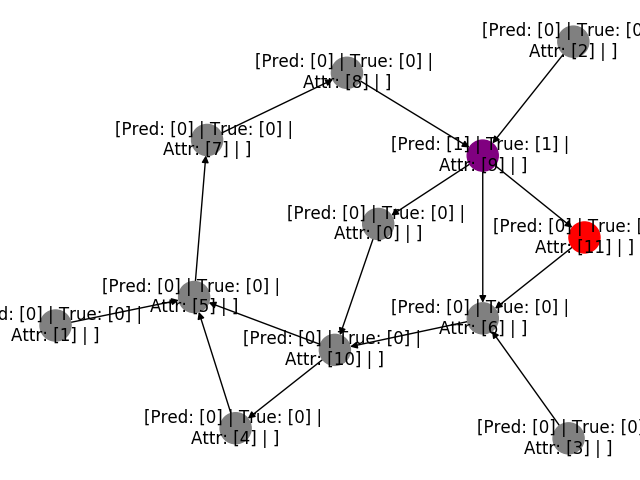 [Pred: [0] | True: [0
Attr: [2] | ]
[Pred: [0] | True: [0] |
Attr: [8] | ]
[Pred: [0] | True: [0] |
Attr: [7] | ]
[Pred: [1] | True: [1] |
Attr: [9] | ]
[Pred: [0] | True: [0] |
Attr: [0] | ]
[Pred: [0] | True: [
Attr: [11] | ]
[Pred: [0] | True: [0] |
Attr: [5] | ]
d: [0] | True: [0] |
Attr: [1] | ]
[Pred: [0] | True: [0] |
Attr: [6] | ]
[Pred: [0] | True: [0] |
Attr: [10] | ]
[Pred: [0] | True: [0] |
Attr: [4] | ]
[Pred: [0] | True: [0]
Attr: [3] | ]